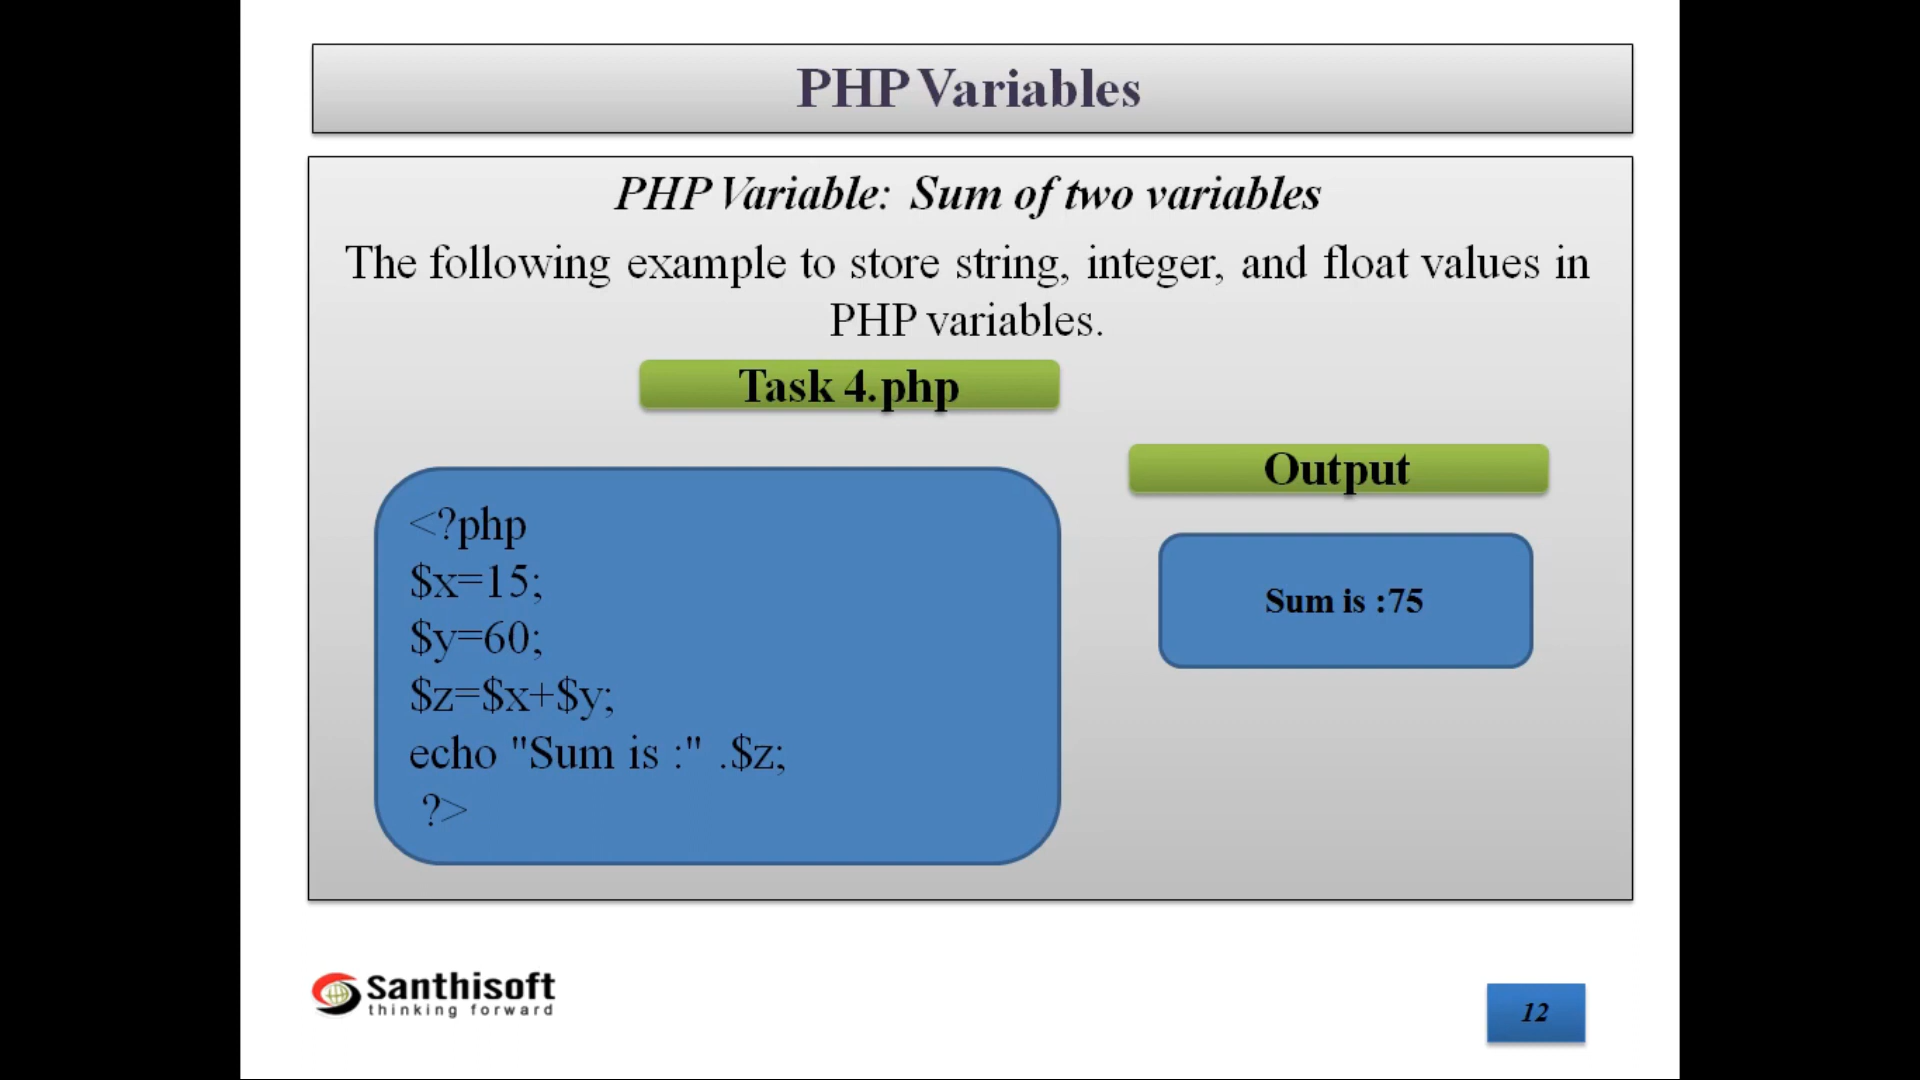 PHP Variables
PHP Variable: Sum of two variables
The following example to store string, integer, and float values in
PHP variables.
Task 4.php
Output
<?php
$x=15;
$y=60;
$z=$x+$y;
echo "Sum is :" .$z;
?>
Sum is :75
Santhisoft
thinking forward
12